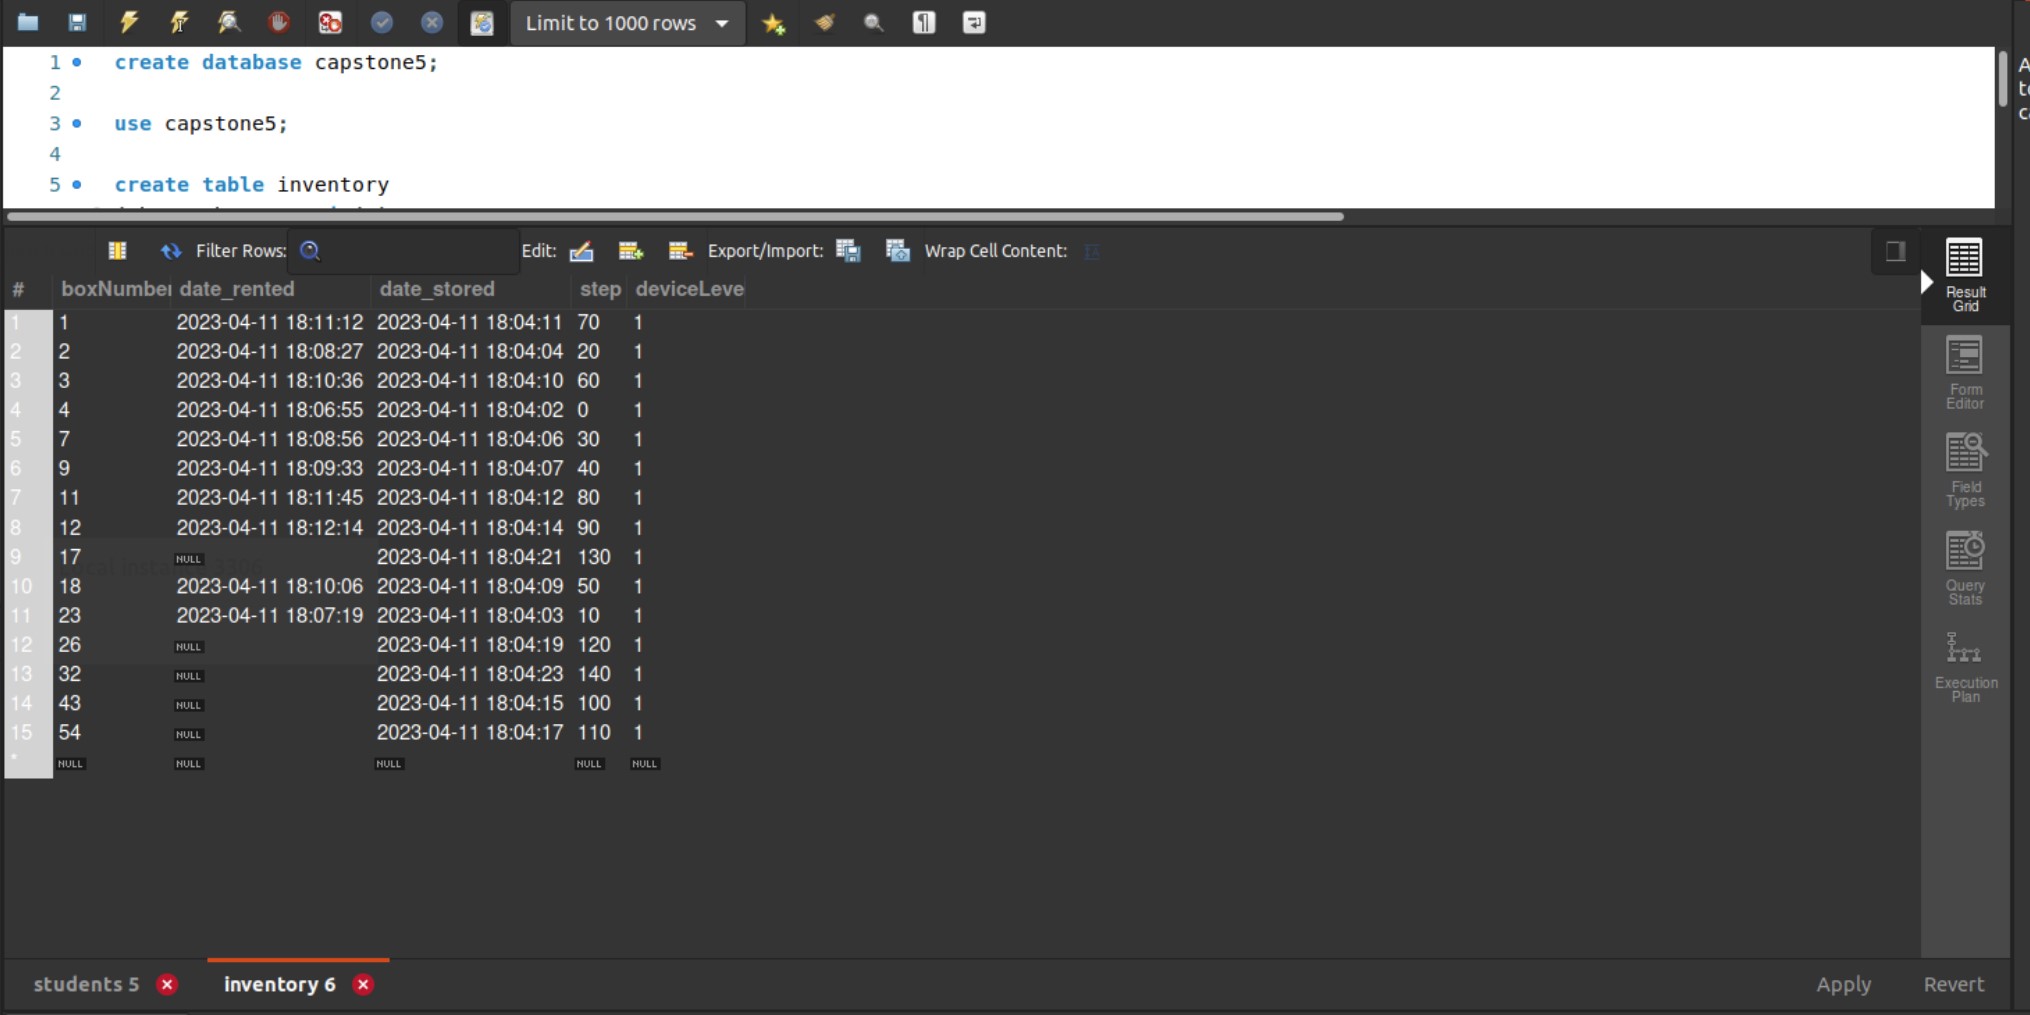 Limit to 1000 rows
1 create database capstone5;
2
3 use capstone5;
4
5 create table inventory
Filter Rows: Edit: Export/Import: Wrap Cell Content:
# boxNumber date_rented date_stored step deviceLeve
1 1 2023-04-11 18:11:12 2023-04-11 18:04:11 70 1
2 2 2023-04-11 18:08:27 2023-04-11 18:04:04 20 1
3 3 2023-04-11 18:10:36 2023-04-11 18:04:10 60 1
4 4 2023-04-11 18:06:55 2023-04-11 18:04:02 0 1
5 7 2023-04-11 18:08:56 2023-04-11 18:04:06 30 1
6 9 2023-04-11 18:09:33 2023-04-11 18:04:07 40 1
7 11 2023-04-11 18:11:45 2023-04-11 18:04:12 80 1
8 12 2023-04-11 18:12:14 2023-04-11 18:04:14 90 1
9 17 NULL 2023-04-11 18:04:21 130 1
10 18 2023-04-11 18:10:06 2023-04-11 18:04:09 50 1
11 23 2023-04-11 18:07:19 2023-04-11 18:04:03 10 1
12 26 NULL 2023-04-11 18:04:19 120 1
13 32 NULL 2023-04-11 18:04:23 140 1
14 43 NULL 2023-04-11 18:04:15 100 1
15 54 NULL 2023-04-11 18:04:17 110 1
* NULL NULL NULL NULL NULL
Result
Grid
Form
Editor
Field
Types
Query
Stats
Execution
Plan
students 5
inventory 6
Apply
Revert